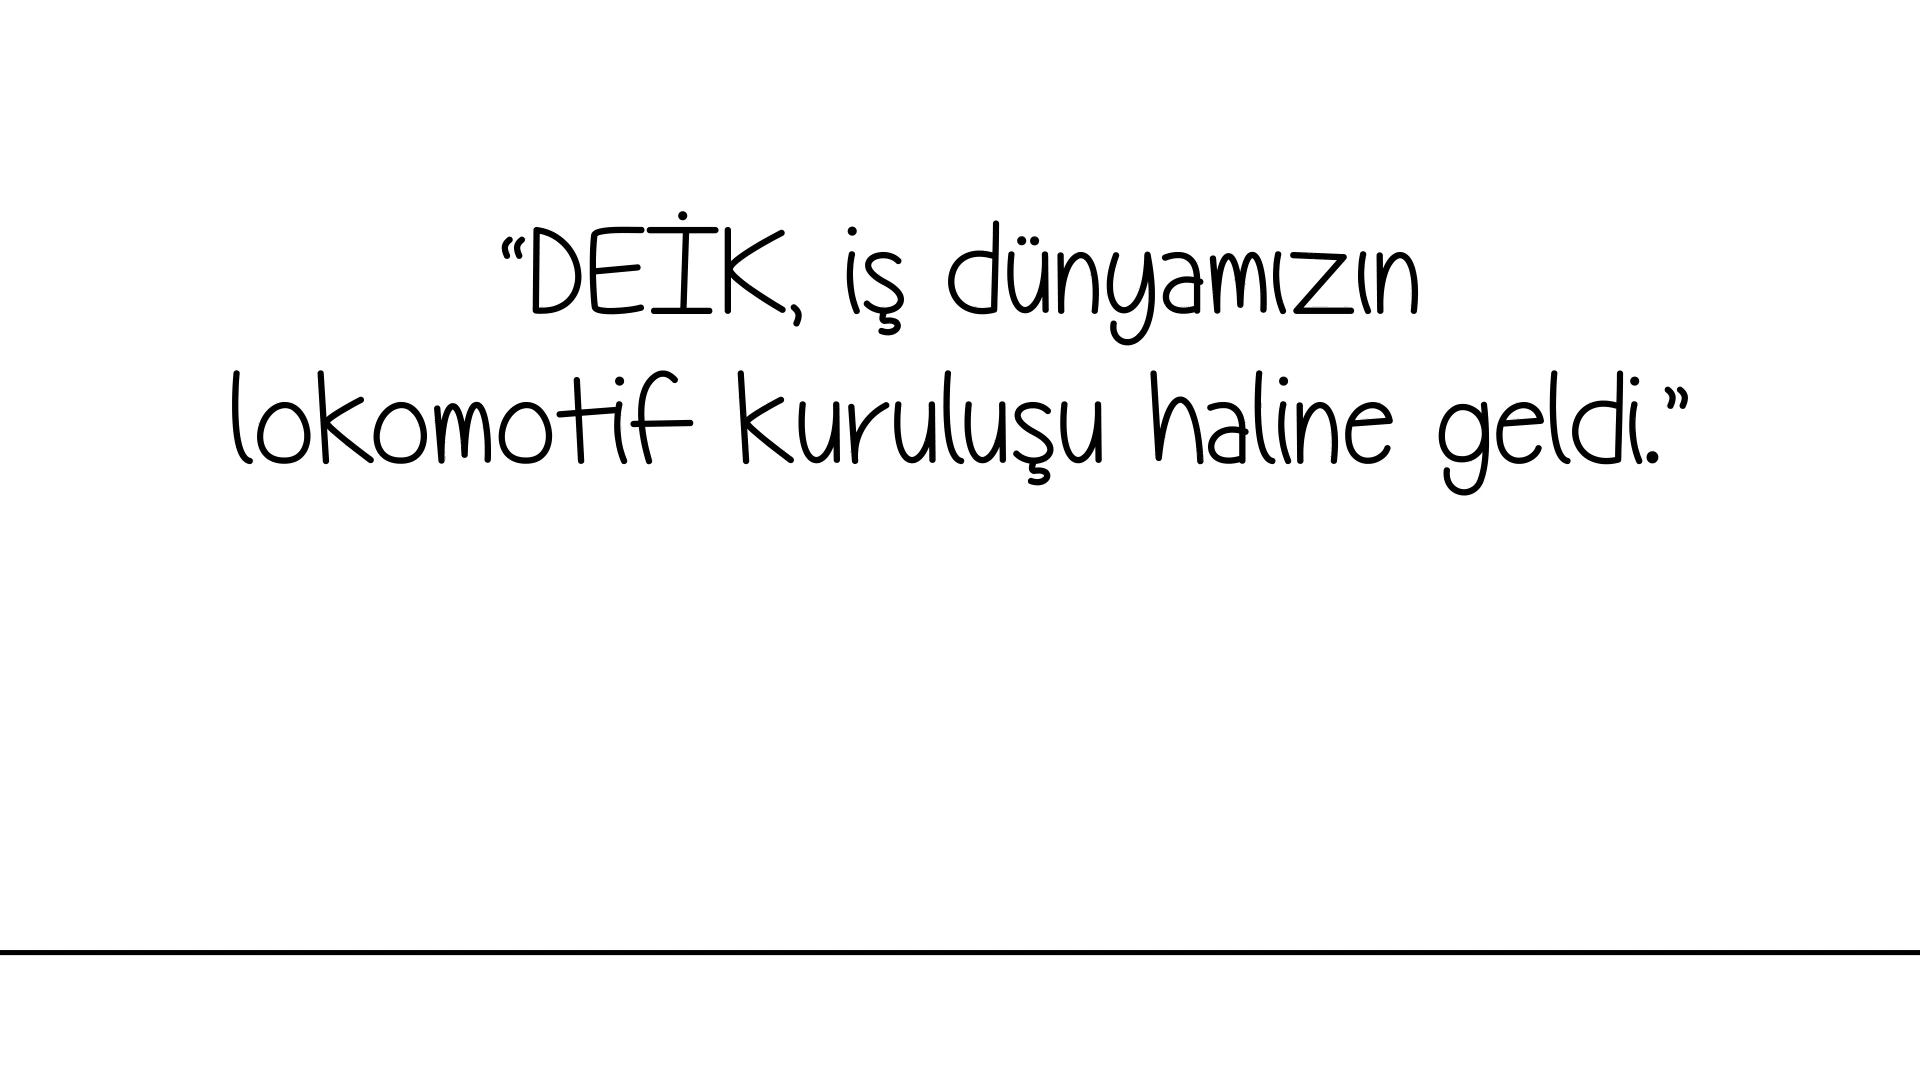 “DEİK, iş dünyamızın
lokomotif kuruluşu haline geldi.”